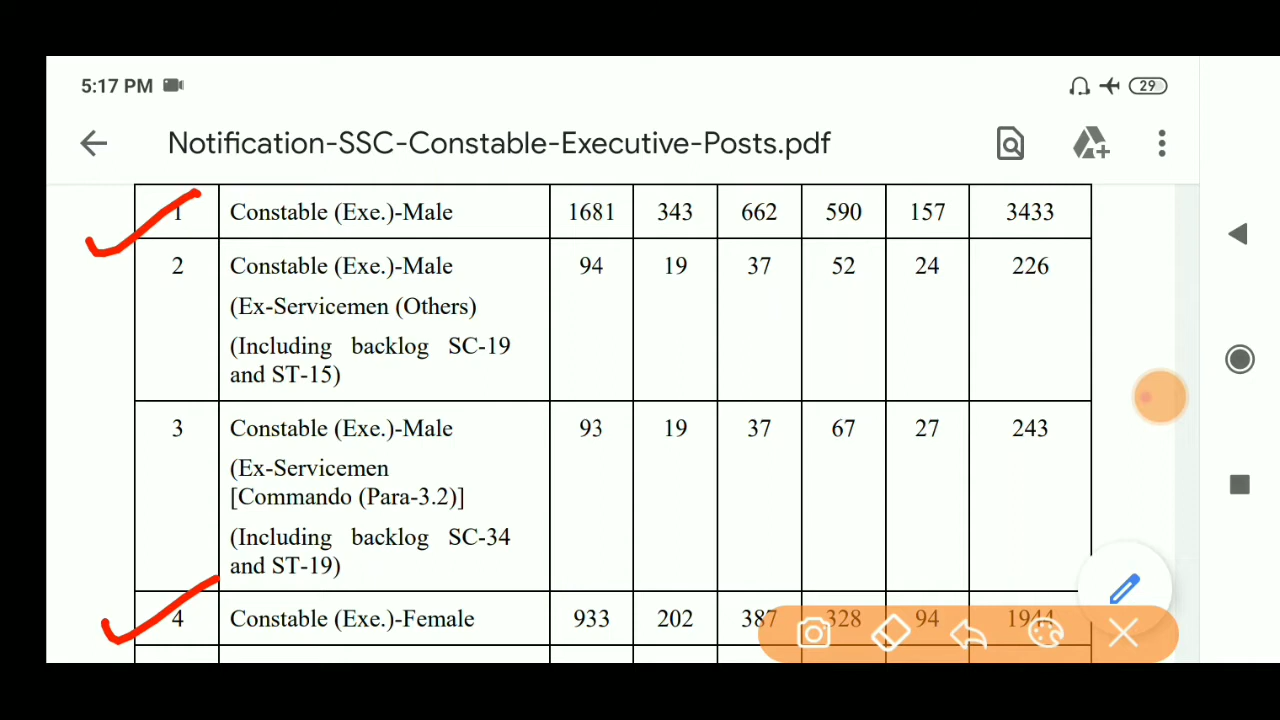 5:17 PM 29
Notification-SSC-Constable-Executive-Posts.pdf
1 Constable (Exe.)-Male 1681 343 662 590 157 3433
2 Constable (Exe.)-Male 94 19 37 52 24 226
(Ex-Servicemen (Others)
(Including backlog SC-19
and ST-15)
3 Constable (Exe.)-Male 93 19 37 67 27 243
(Ex-Servicemen
[Commando (Para-3.2)]
(Including backlog SC-34
and ST-19)
4 Constable (Exe.)-Female 933 202 387 328 94 1944